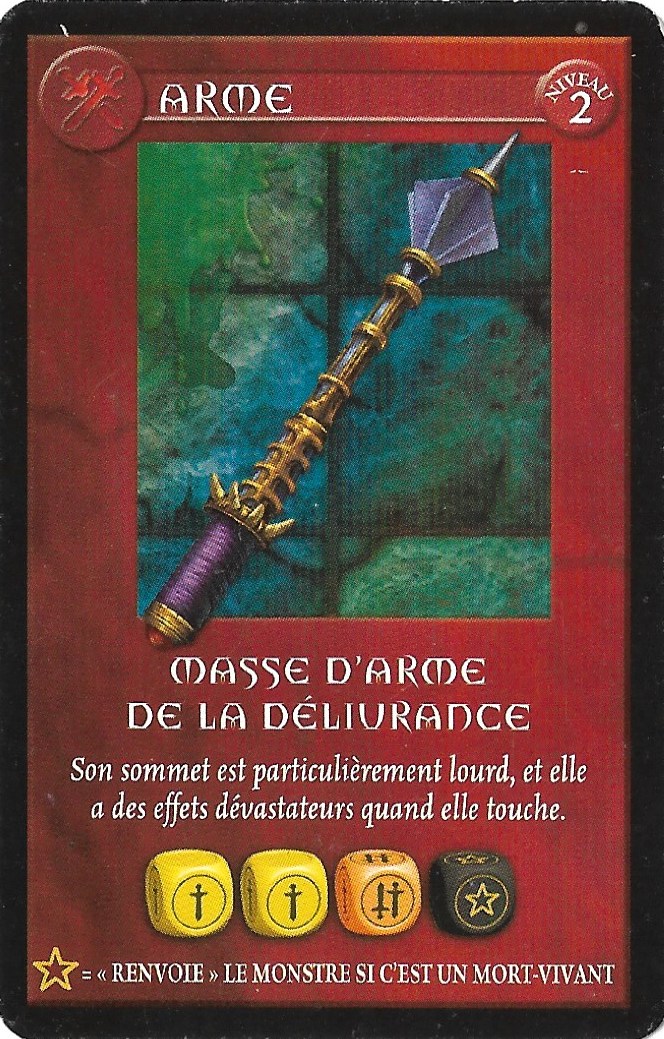 ARME
NIVEAU
2
MASSE D'ARME
DE LA DÉLIVRANCE
Son sommet est particulièrement lourd, et elle
a des effets dévastateurs quand elle touche.
= « RENVOIE » LE MONSTRE SI C'EST UN MORT-VIVANT